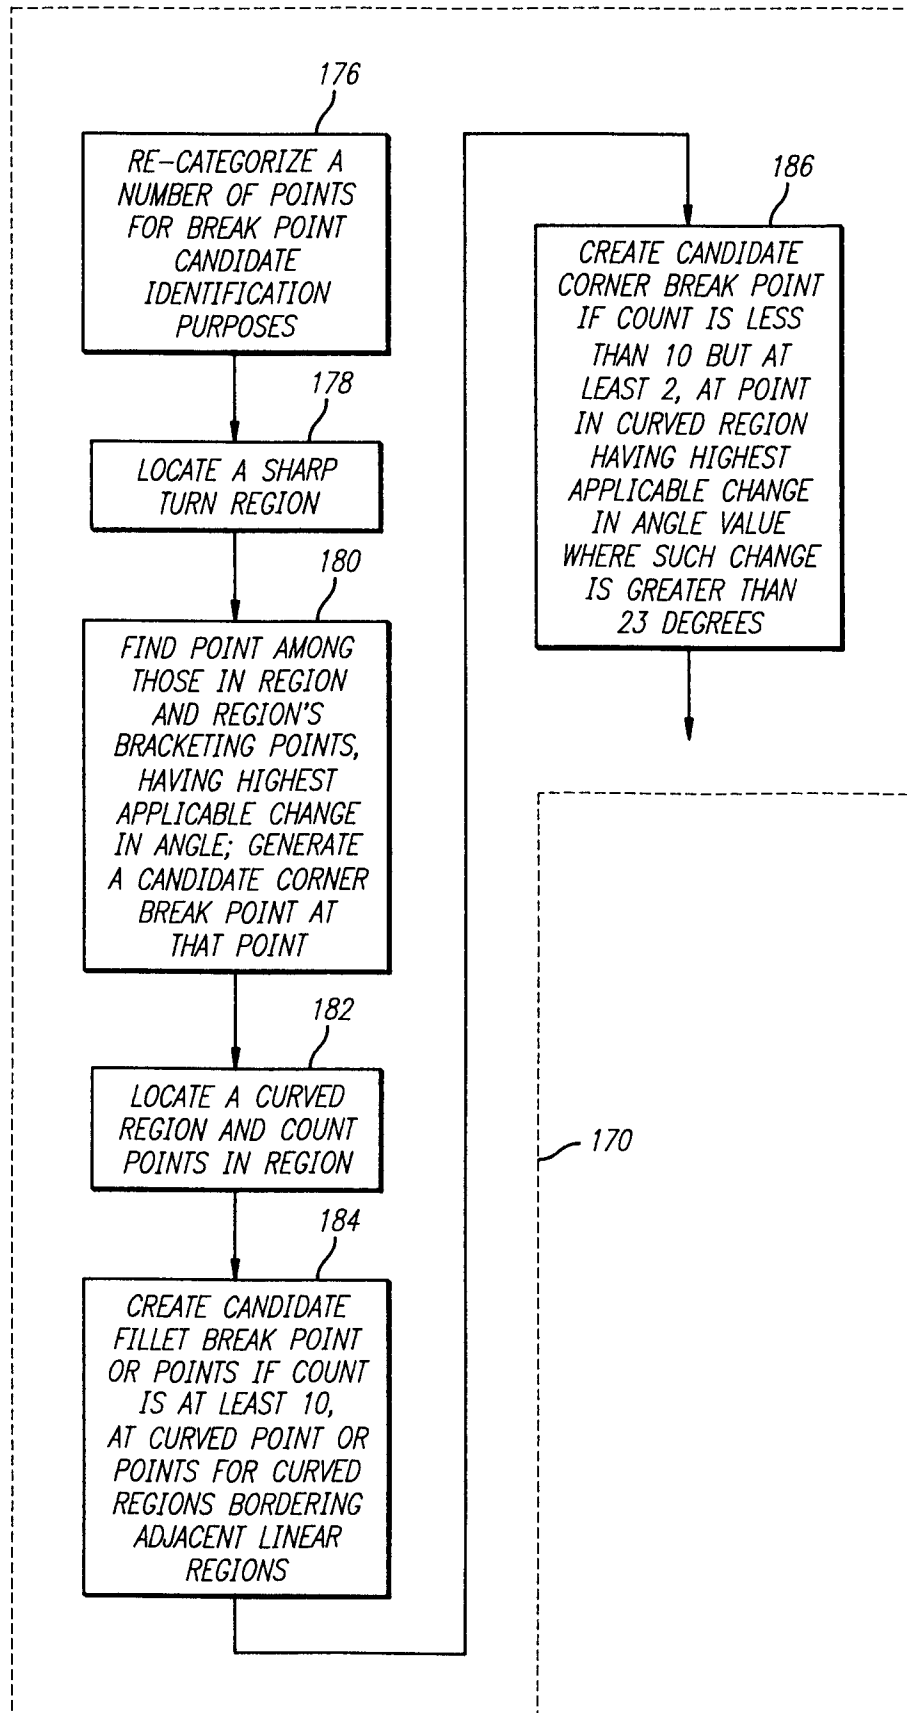 176
RE-CATEGORIZE A
NUMBER OF POINTS
FOR BREAK POINT
CANDIDATE
IDENTIFICATION
PURPOSES
178
LOCATE A SHARP
TURN REGION
180
FIND POINT AMONG
THOSE IN REGION
AND REGION'S
BRACKETING POINTS,
HAVING HIGHEST
APPLICABLE CHANGE
IN ANGLE; GENERATE
A CANDIDATE CORNER
BREAK POINT AT
THAT POINT
182
LOCATE A CURVED
REGION AND COUNT
POINTS IN REGION
184
CREATE CANDIDATE
FILLET BREAK POINT
OR POINTS IF COUNT
IS AT LEAST 10,
AT CURVED POINT OR
POINTS FOR CURVED
REGIONS BORDERING
ADJACENT LINEAR
REGIONS
186
CREATE CANDIDATE
CORNER BREAK POINT
IF COUNT IS LESS
THAN 10 BUT AT
LEAST 2, AT POINT
IN CURVED REGION
HAVING HIGHEST
APPLICABLE CHANGE
IN ANGLE VALUE
WHERE SUCH CHANGE
IS GREATER THAN
23 DEGREES
170